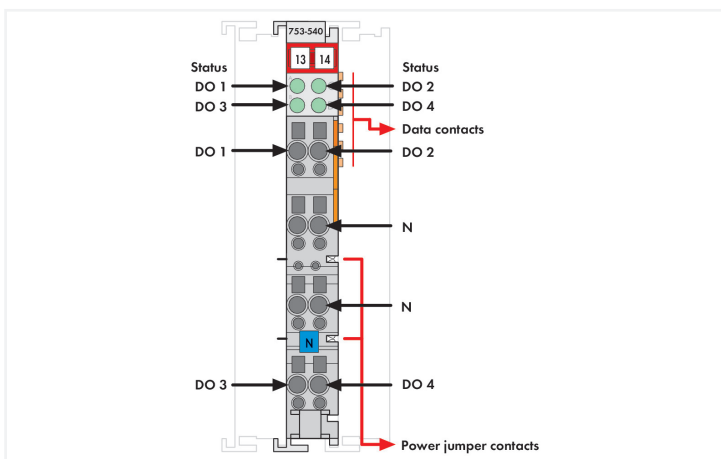 753-540
13 14
Status Status
DO 1 DO 2
DO 3 DO 4
Data contacts
DO 1 DO 2
N
N
N
DO 3 DO 4
Power jumper contacts